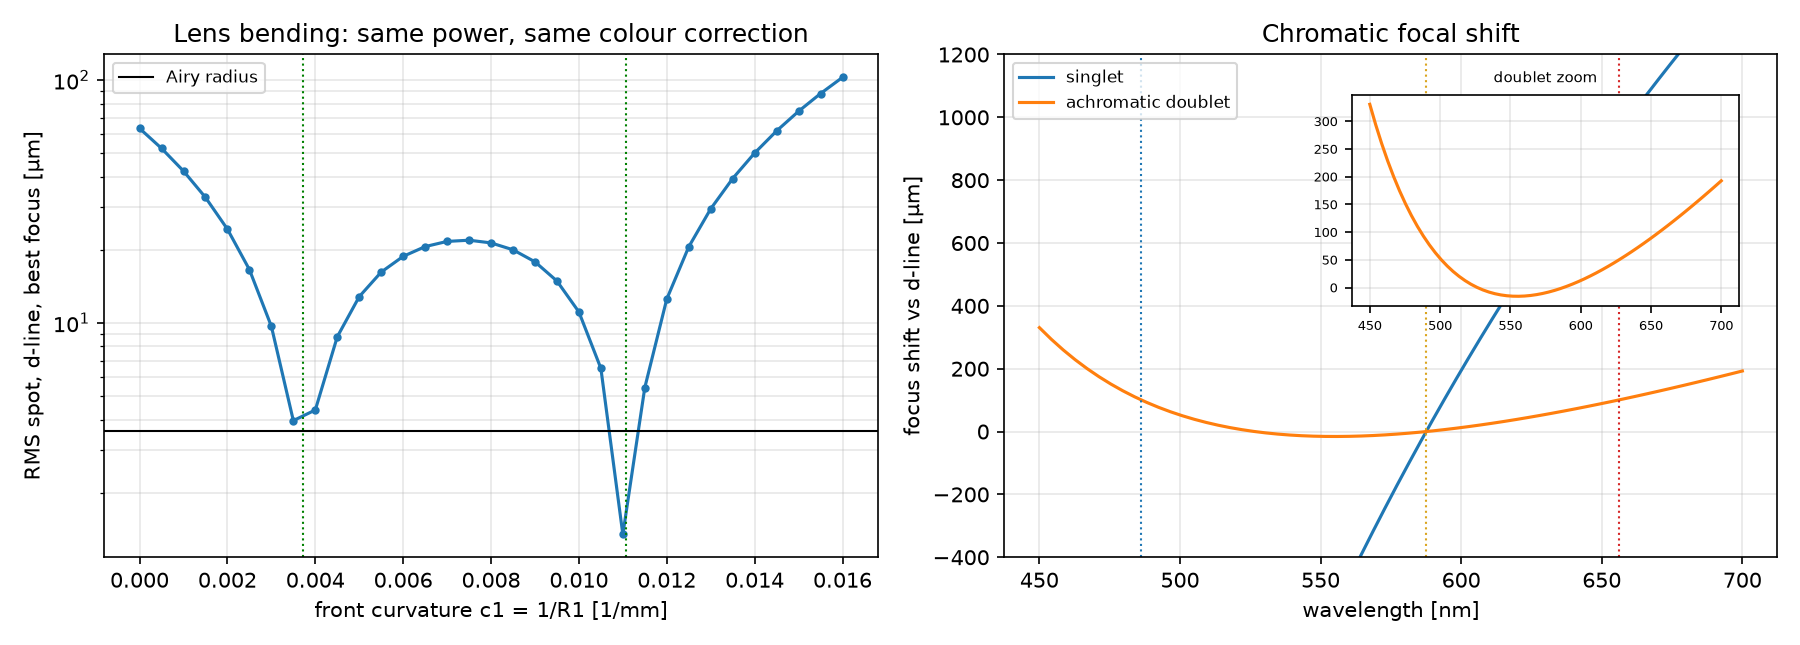 Lens bending: same power, same colour correction
RMS spot, d-line, best focus [µm]
10²
10¹
Airy radius
0.000 0.002 0.004 0.006 0.008 0.010 0.012 0.014 0.016
front curvature c1 = 1/R1 [1/mm]
Chromatic focal shift
focus shift vs d-line [µm]
1200
1000
800
600
400
200
0
−200
−400
singlet
achromatic doublet
doublet zoom
300
250
200
150
100
50
0
450 500 550 600 650 700
450 500 550 600 650 700
wavelength [nm]